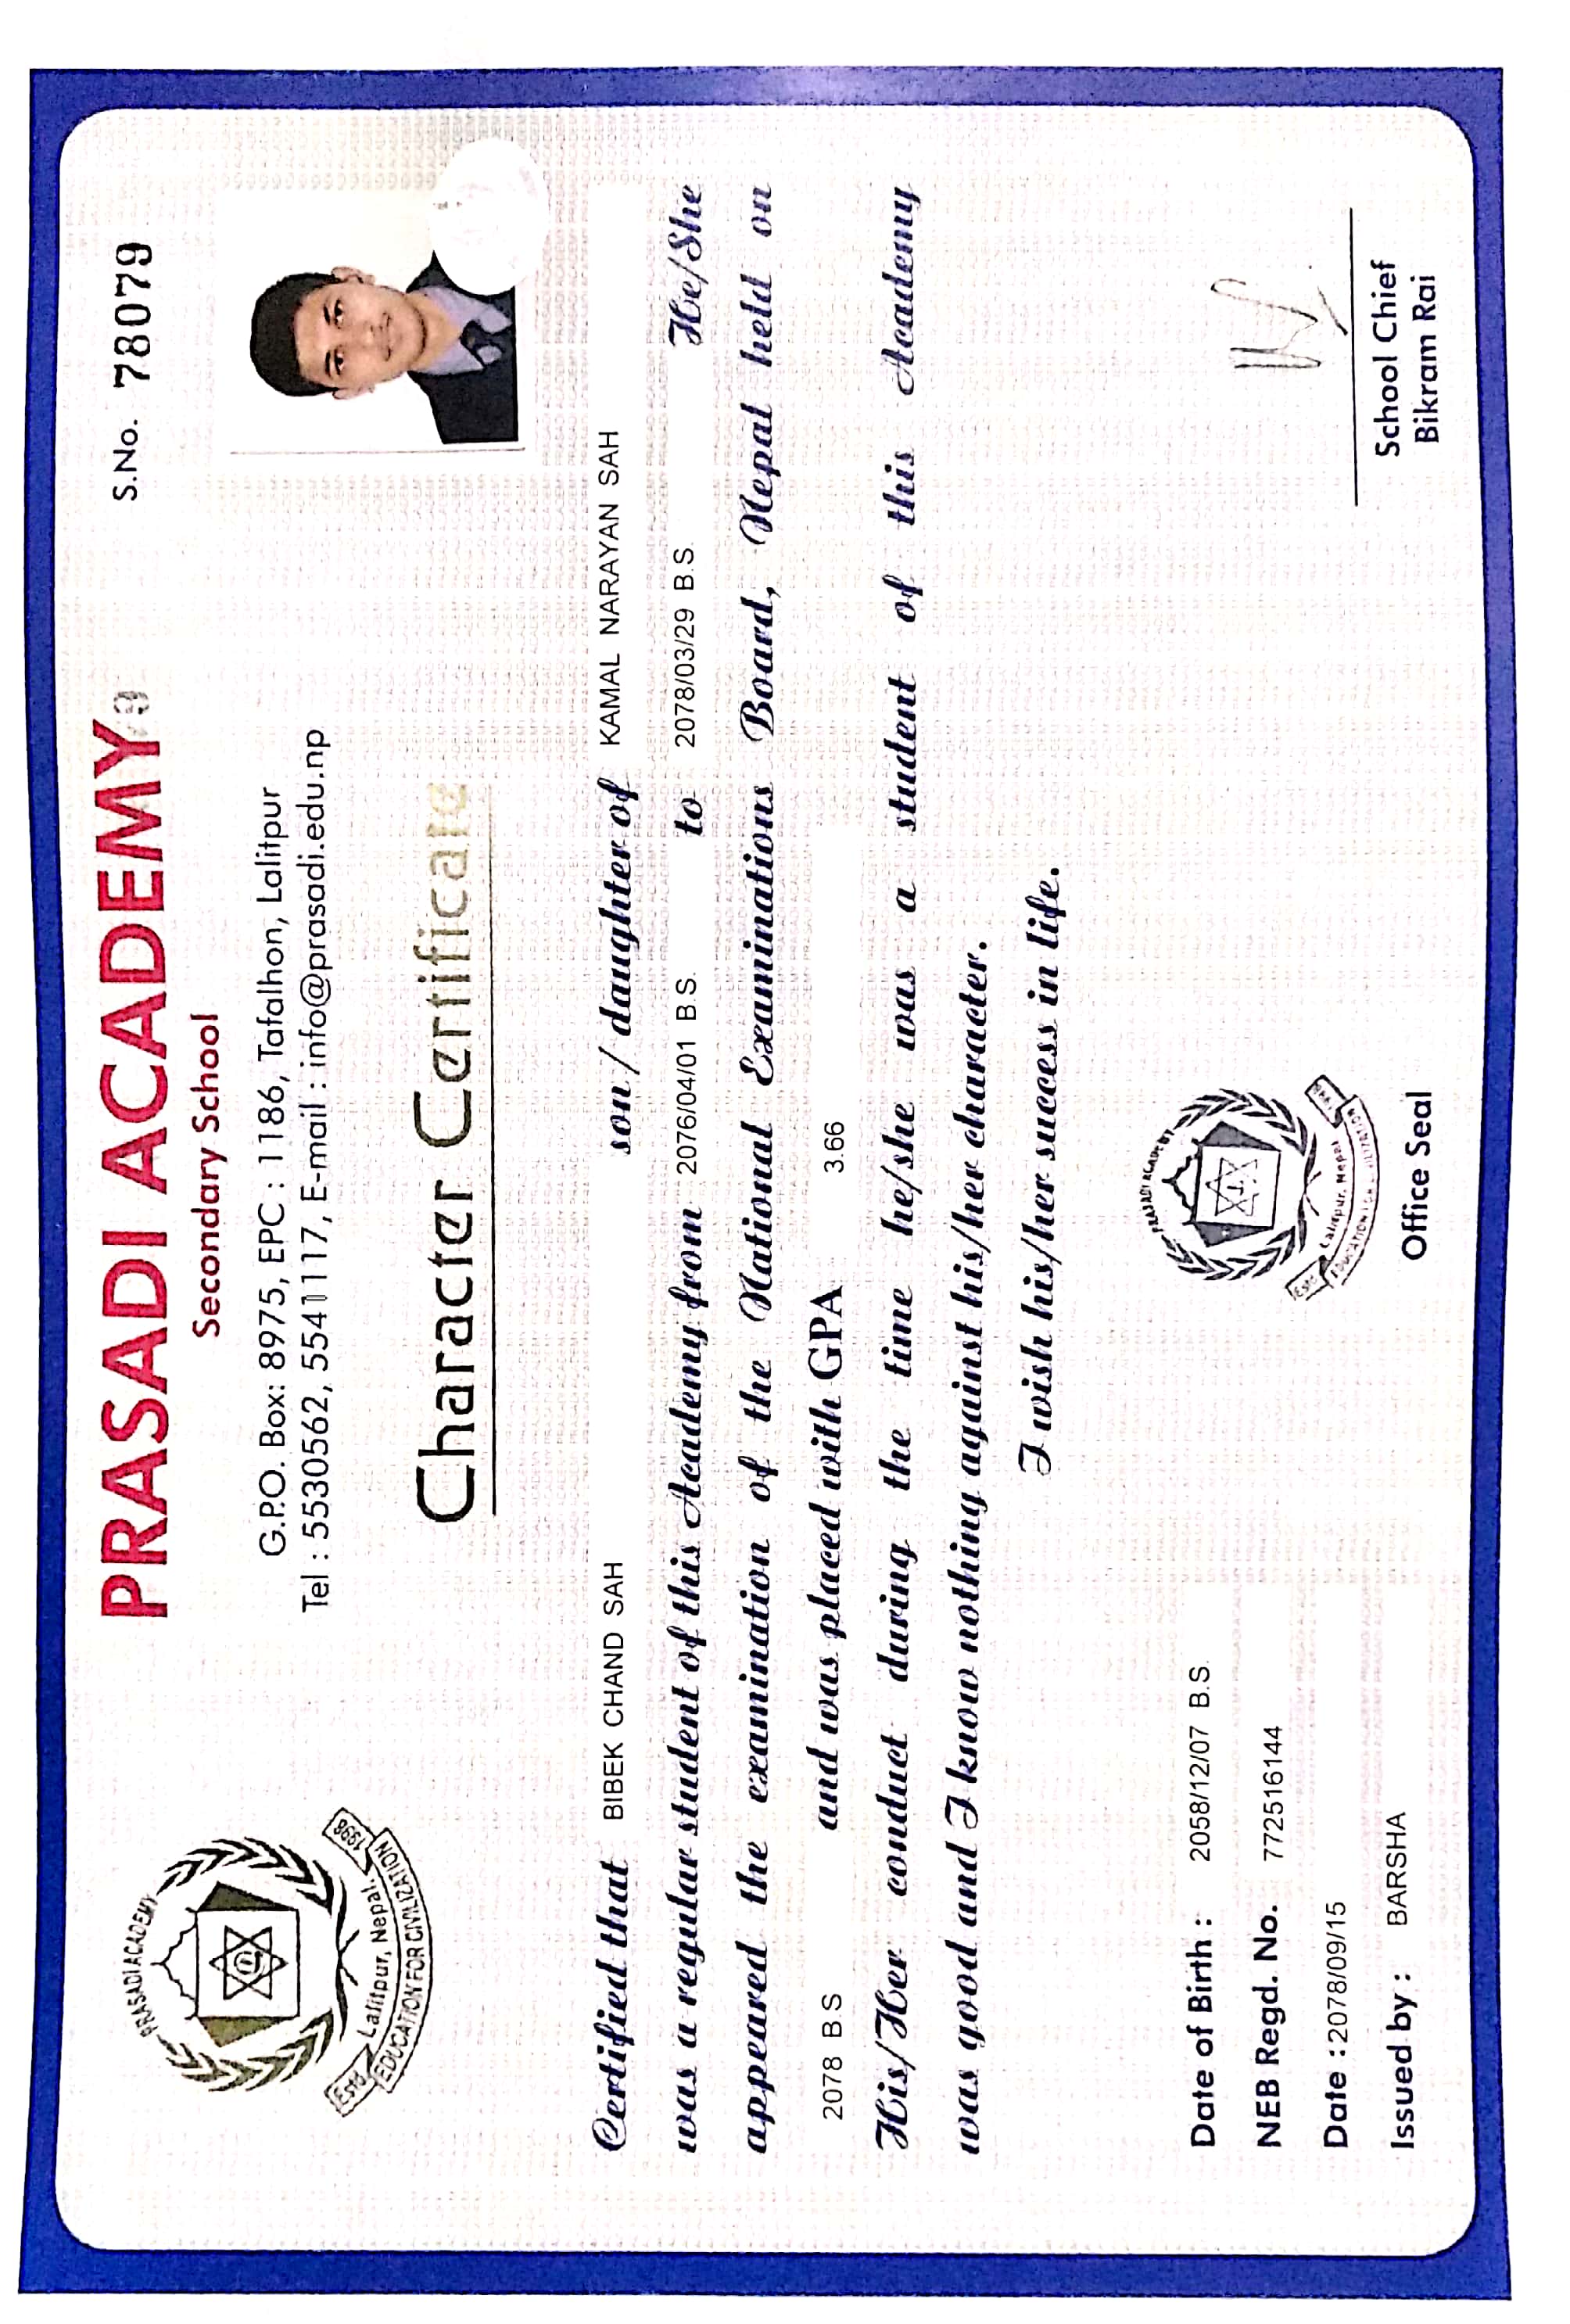 PRASADI ACADEMY
Secondary School
G.P.O. Box: 8975, EPC : 1186, Tafalhon, Lalitpur
Tel : 5530562, 5541117, E-mail : info@prasadi.edu.np
S.No. 78079
PRASADI ACADEMY
Estd. 1998
Lalitpur, Nepal.
EDUCATION FOR CIVILIZATION
Character Certificate
Certified that BIBEK CHAND SAH son / daughter of KAMAL NARAYAN SAH
was a regular student of this Academy from 2076/04/01 B.S. to 2078/03/29 B.S. He/She
appeared the examination of the National Examinations Board, Nepal held on
2078 B.S and was placed with GPA 3.66
His/Her conduct during the time he/she was a student of this Academy
was good and I know nothing against his/her character.
I wish his/her success in life.
Date of Birth : 2058/12/07 B.S.
NEB Regd. No. 772516144
Date :2078/09/15
Issued by : BARSHA
PRASADI ACADEMY
Estd
Lalitpur, Nepal
Office Seal
School Chief
Bikram Rai